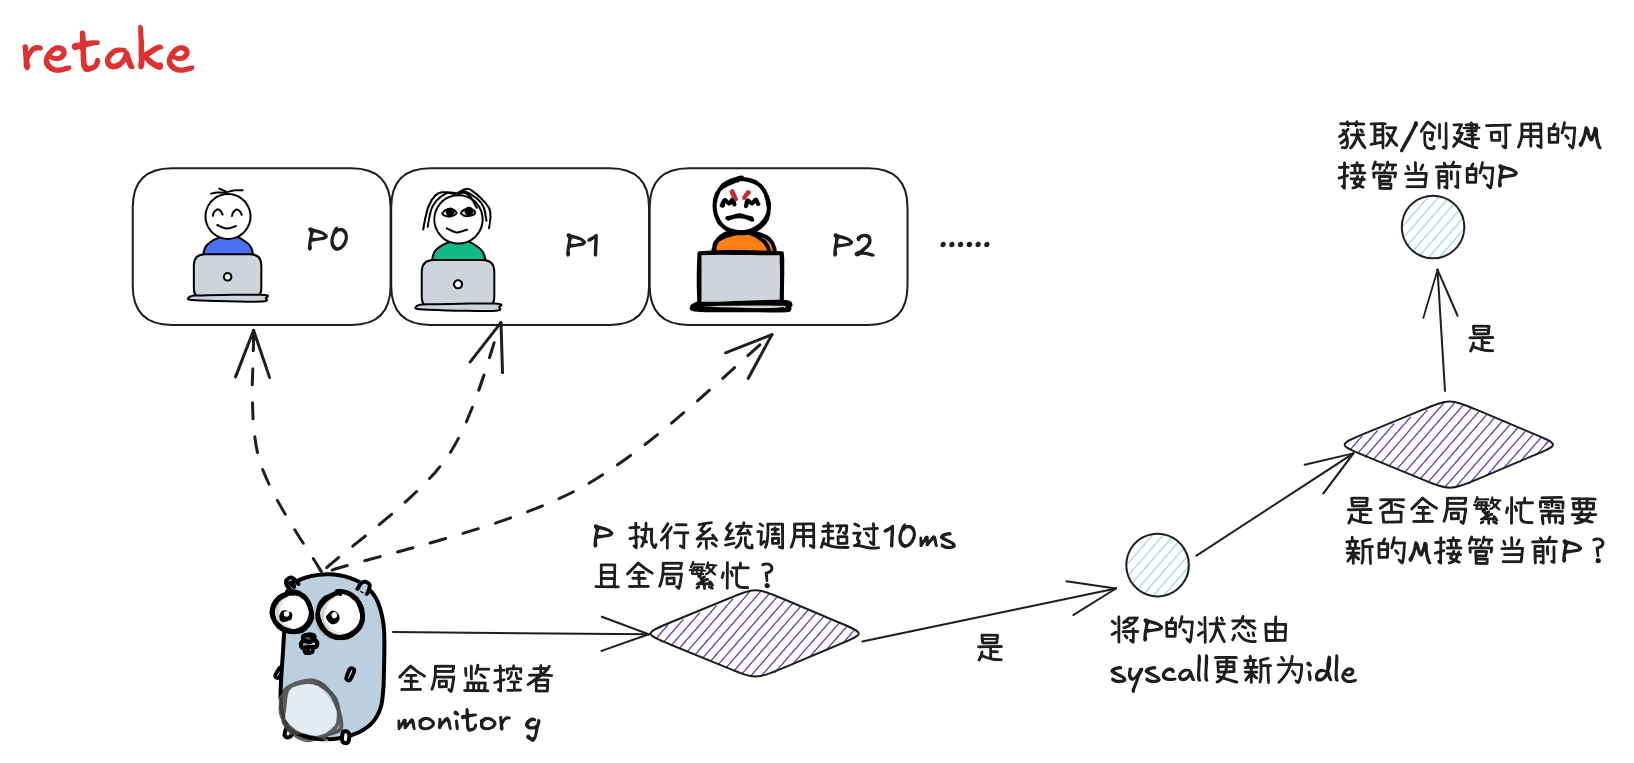 retake
P0
P1
P2
......
获取/创建可用的M
接管当前的P
是
是否全局繁忙需要
新的M接管当前P？
P 执行系统调用超过10ms
且全局繁忙？
是
将P的状态由
syscall更新为idle
全局监控者
monitor g